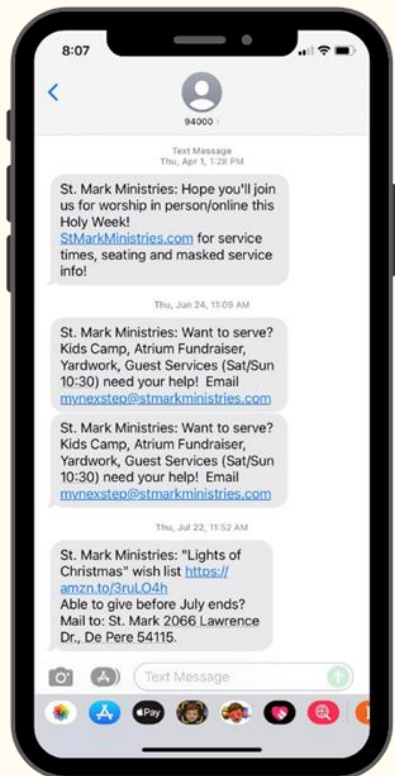 8:07
94000
Text Message
Thu, Apr 1, 1:28 PM
St. Mark Ministries: Hope you'll join
us for worship in person/online this
Holy Week!
StMarkMinistries.com for service
times, seating and masked service
info!
Thu, Jun 24, 11:09 AM
St. Mark Ministries: Want to serve?
Kids Camp, Atrium Fundraiser,
Yardwork, Guest Services (Sat/Sun
10:30) need your help! Email
mynexstep@stmarkministries.com
St. Mark Ministries: Want to serve?
Kids Camp, Atrium Fundraiser,
Yardwork, Guest Services (Sat/Sun
10:30) need your help! Email
mynexstep@stmarkministries.com
Thu, Jul 22, 11:52 AM
St. Mark Ministries: "Lights of
Christmas" wish list https://
amzn.to/3ruLO4h
Able to give before July ends?
Mail to: St. Mark 2066 Lawrence
Dr., De Pere 54115.
Text Message
Pay